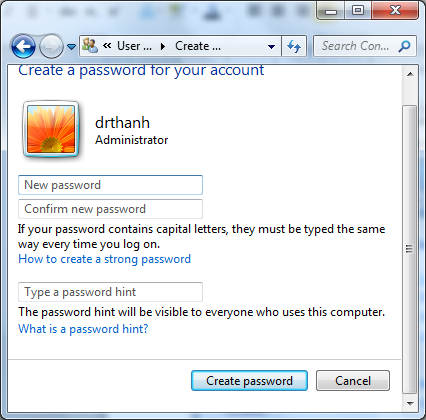 « User ... ▸ Create ...
Search Con...
Create a password for your account
drthanh
Administrator
New password
Confirm new password
If your password contains capital letters, they must be typed the same
way every time you log on.
How to create a strong password
Type a password hint
The password hint will be visible to everyone who uses this computer.
What is a password hint?
Create password
Cancel